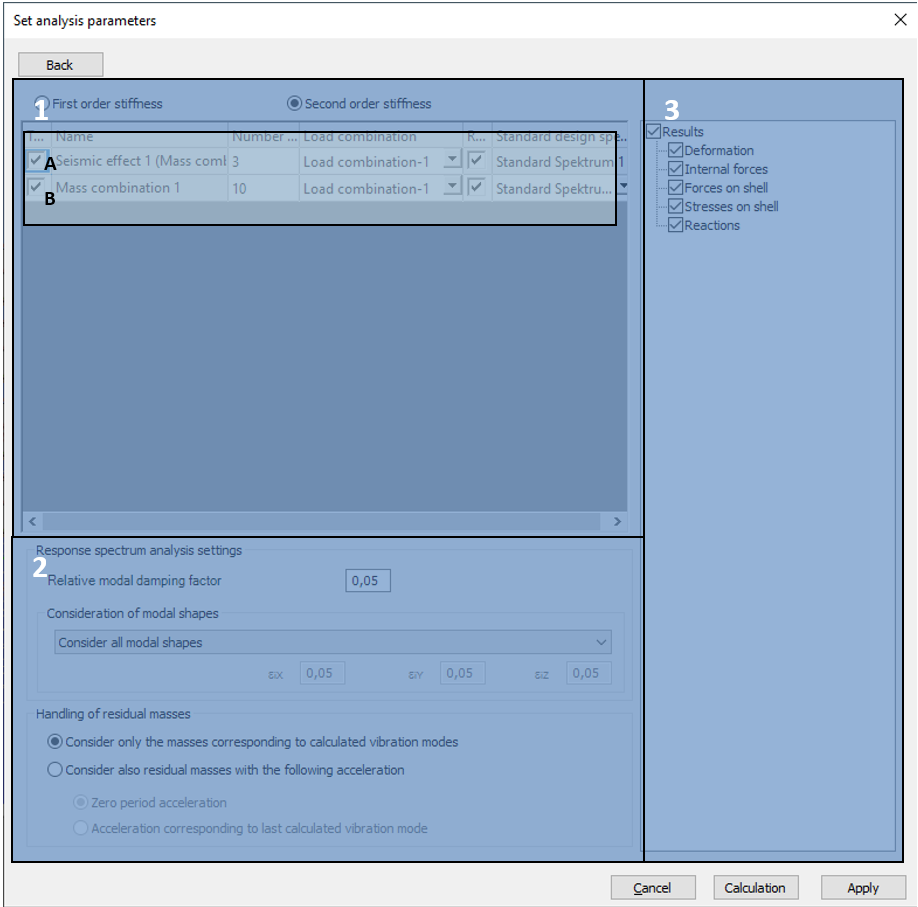 Set analysis parameters
Back
1
First order stiffness
Second order stiffness
T... Name Number ... Load combination R... Standard design spe..
A Seismic effect 1 (Mass coml 3 Load combination-1 Standard Spektrum 1
B Mass combination 1 10 Load combination-1 Standard Spektru...
2
Response spectrum analysis settings
Relative modal damping factor 0,05
Consideration of modal shapes
Consider all modal shapes
εiX 0,05 εiY 0,05 εiZ 0,05
Handling of residual masses
Consider only the masses corresponding to calculated vibration modes
Consider also residual masses with the following acceleration
Zero period acceleration
Acceleration corresponding to last calculated vibration mode
3
Results
Deformation
Internal forces
Forces on shell
Stresses on shell
Reactions
Cancel
Calculation
Apply